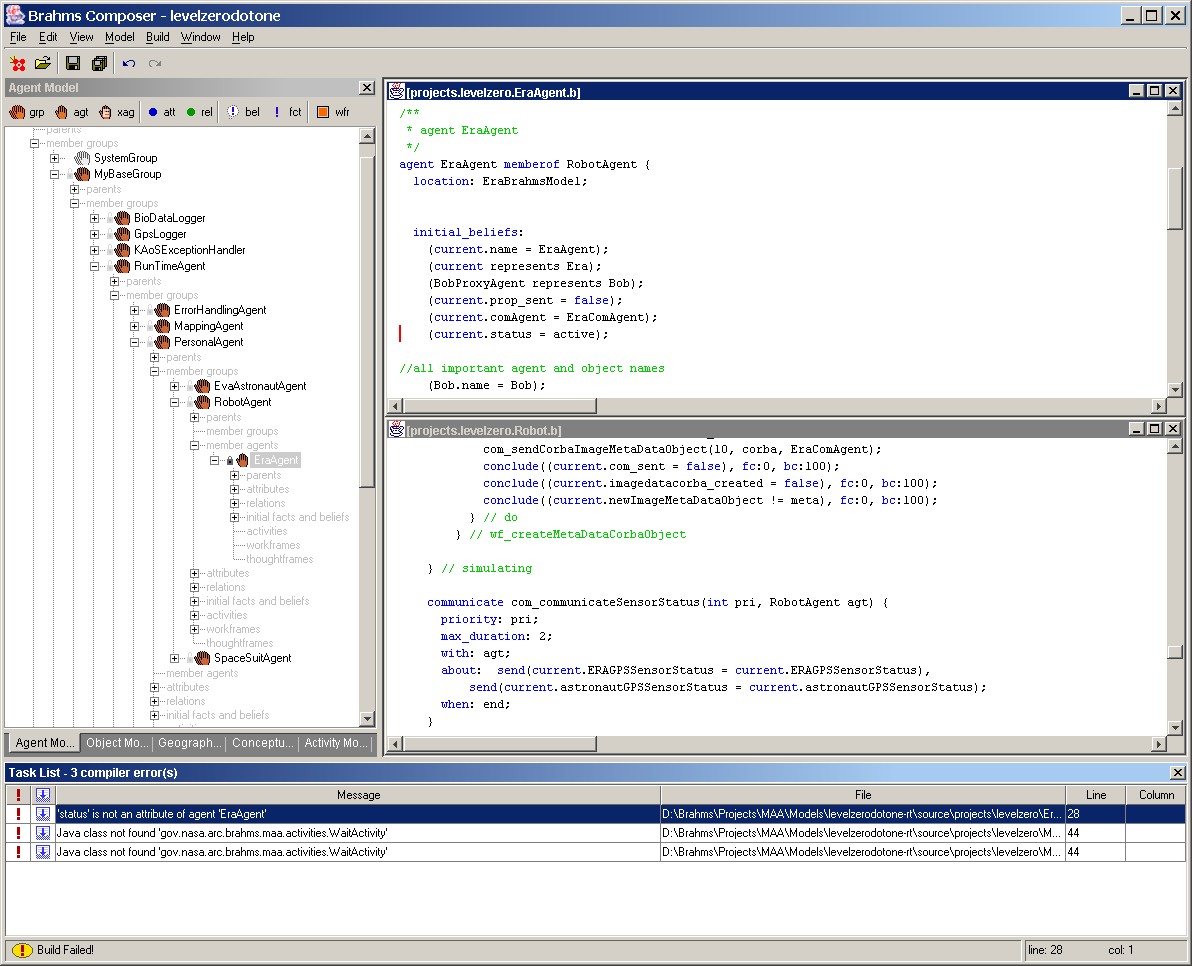 Brahms Composer - levelzerodotone
File Edit View Model Build Window Help
Agent Model
grp agt xag att rel bel fct wfr
parents
member groups
SystemGroup
MyBaseGroup
parents
member groups
BioDataLogger
GpsLogger
KAoSExceptionHandler
RunTimeAgent
parents
member groups
ErrorHandlingAgent
MappingAgent
PersonalAgent
parents
member groups
EvaAstronautAgent
RobotAgent
parents
member groups
member agents
EraAgent
parents
attributes
relations
initial facts and beliefs
activities
workframes
thoughtframes
attributes
relations
initial facts and beliefs
activities
workframes
thoughtframes
SpaceSuitAgent
member agents
attributes
relations
initial facts and beliefs
Agent Mo... Object Mo... Geograph... Conceptu... Activity Mo...
[projects.levelzero.EraAgent.b]
/**
* agent EraAgent
*/
agent EraAgent memberof RobotAgent {
location: EraBrahmsModel;
initial_beliefs:
(current.name = EraAgent);
(current represents Era);
(BobProxyAgent represents Bob);
(current.prop_sent = false);
(current.comAgent = EraComAgent);
(current.status = active);
//all important agent and object names
(Bob.name = Bob);
[projects.levelzero.Robot.b]
com_sendCorbaImageMetaDataObject(10, corba, EraComAgent);
conclude((current.com_sent = false), fc:0, bc:100);
conclude((current.imagedatacorba_created = false), fc:0, bc:100);
conclude((current.newImageMetaDataObject != meta), fc:0, bc:100);
} // do
} // wf_createMetaDataCorbaObject
} // simulating
communicate com_communicateSensorStatus(int pri, RobotAgent agt) {
priority: pri;
max_duration: 2;
with: agt;
about: send(current.ERAGPSSensorStatus = current.ERAGPSSensorStatus),
send(current.astronautGPSSensorStatus = current.astronautGPSSensorStatus);
when: end;
}
Task List - 3 compiler error(s)
! Message File Line Column
! 'status' is not an attribute of agent 'EraAgent' D:\Brahms\Projects\MAA\Models\levelzerodotone-rt\source\projects\levelzero\Er... 28
! Java class not found 'gov.nasa.arc.brahms.maa.activities.WaitActivity' D:\Brahms\Projects\MAA\Models\levelzerodotone-rt\source\projects\levelzero\M... 44
! Java class not found 'gov.nasa.arc.brahms.maa.activities.WaitActivity' D:\Brahms\Projects\MAA\Models\levelzerodotone-rt\source\projects\levelzero\M... 44
Build Failed! line: 28 col: 1